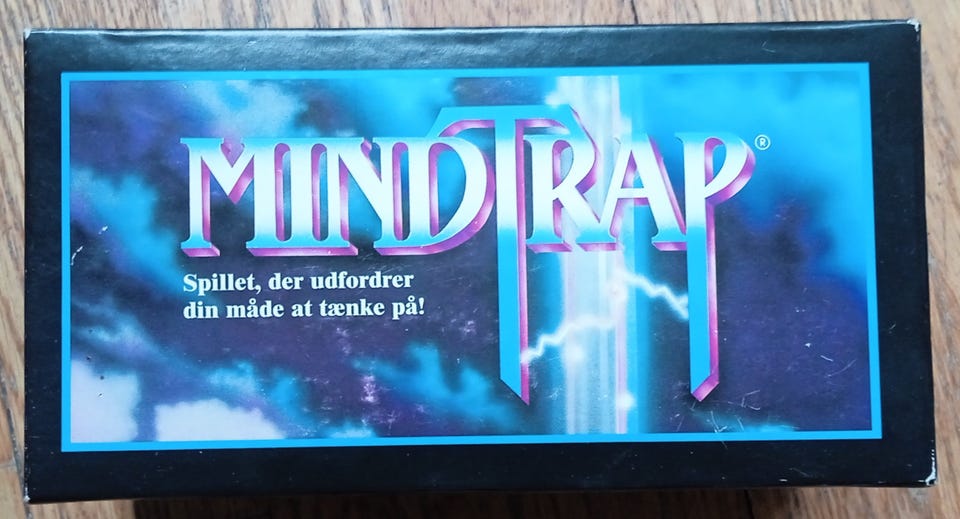 MINDTRAP®
Spillet, der udfordrer
din måde at tænke på!